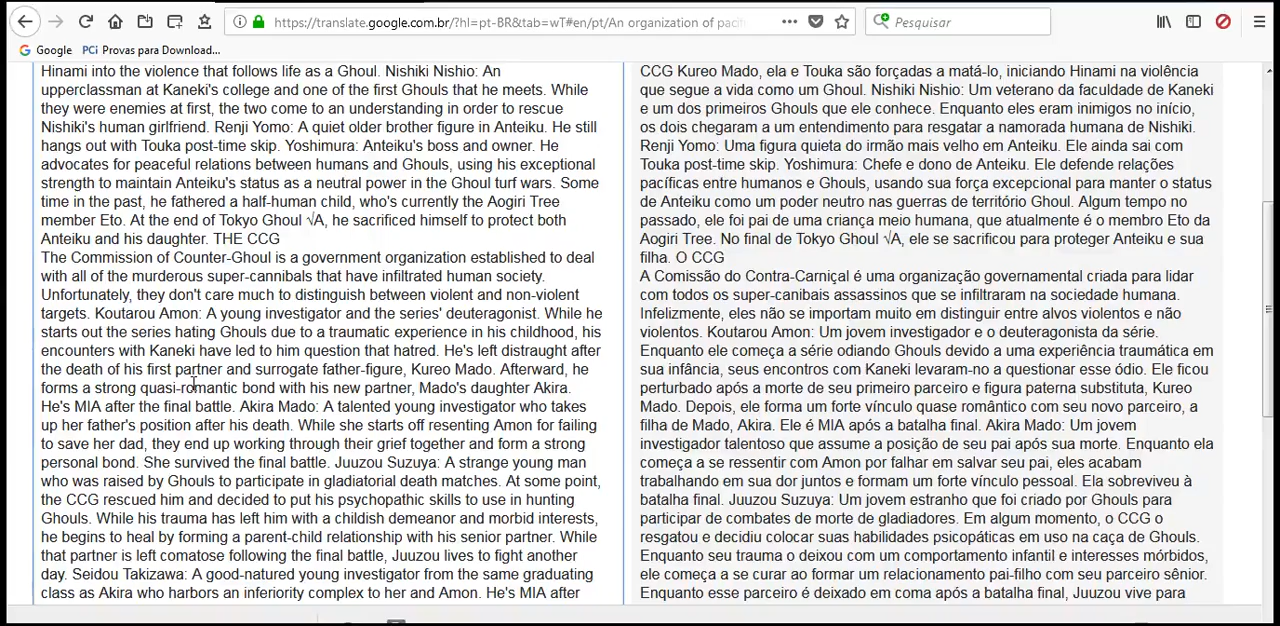 https://translate.google.com.br/?hl=pt-BR&tab=wT#en/pt/An organization of paci
Pesquisar
Google
PCi Provas para Download...
Hinami into the violence that follows life as a Ghoul. Nishiki Nishio: An
upperclassman at Kaneki's college and one of the first Ghouls that he meets. While
they were enemies at first, the two come to an understanding in order to rescue
Nishiki's human girlfriend. Renji Yomo: A quiet older brother figure in Anteiku. He still
hangs out with Touka post-time skip. Yoshimura: Anteiku's boss and owner. He
advocates for peaceful relations between humans and Ghouls, using his exceptional
strength to maintain Anteiku's status as a neutral power in the Ghoul turf wars. Some
time in the past, he fathered a half-human child, who's currently the Aogiri Tree
member Eto. At the end of Tokyo Ghoul √A, he sacrificed himself to protect both
Anteiku and his daughter. THE CCG
The Commission of Counter-Ghoul is a government organization established to deal
with all of the murderous super-cannibals that have infiltrated human society.
Unfortunately, they don't care much to distinguish between violent and non-violent
targets. Koutarou Amon: A young investigator and the series' deuteragonist. While he
starts out the series hating Ghouls due to a traumatic experience in his childhood, his
encounters with Kaneki have led to him question that hatred. He's left distraught after
the death of his first partner and surrogate father-figure, Kureo Mado. Afterward, he
forms a strong quasi-romantic bond with his new partner, Mado's daughter Akira.
He's MIA after the final battle. Akira Mado: A talented young investigator who takes
up her father's position after his death. While she starts off resenting Amon for failing
to save her dad, they end up working through their grief together and form a strong
personal bond. She survived the final battle. Juuzou Suzuya: A strange young man
who was raised by Ghouls to participate in gladiatorial death matches. At some point,
the CCG rescued him and decided to put his psychopathic skills to use in hunting
Ghouls. While his trauma has left him with a childish demeanor and morbid interests,
he begins to heal by forming a parent-child relationship with his senior partner. While
that partner is left comatose following the final battle, Juuzou lives to fight another
day. Seidou Takizawa: A good-natured young investigator from the same graduating
class as Akira who harbors an inferiority complex to her and Amon. He's MIA after
CCG Kureo Mado, ela e Touka são forçadas a matá-lo, iniciando Hinami na violência
que segue a vida como um Ghoul. Nishiki Nishio: Um veterano da faculdade de Kaneki
e um dos primeiros Ghouls que ele conhece. Enquanto eles eram inimigos no início,
os dois chegaram a um entendimento para resgatar a namorada humana de Nishiki.
Renji Yomo: Uma figura quieta do irmão mais velho em Anteiku. Ele ainda sai com
Touka post-time skip. Yoshimura: Chefe e dono de Anteiku. Ele defende relações
pacíficas entre humanos e Ghouls, usando sua força excepcional para manter o status
de Anteiku como um poder neutro nas guerras de território Ghoul. Algum tempo no
passado, ele foi pai de uma criança meio humana, que atualmente é o membro Eto da
Aogiri Tree. No final de Tokyo Ghoul √A, ele se sacrificou para proteger Anteiku e sua
filha. O CCG
A Comissão do Contra-Carniçal é uma organização governamental criada para lidar
com todos os super-canibais assassinos que se infiltraram na sociedade humana.
Infelizmente, eles não se importam muito em distinguir entre alvos violentos e não
violentos. Koutarou Amon: Um jovem investigador e o deuteragonista da série.
Enquanto ele começa a série odiando Ghouls devido a uma experiência traumática em
sua infância, seus encontros com Kaneki levaram-no a questionar esse ódio. Ele ficou
perturbado após a morte de seu primeiro parceiro e figura paterna substituta, Kureo
Mado. Depois, ele forma um forte vínculo quase romântico com seu novo parceiro, a
filha de Mado, Akira. Ele é MIA após a batalha final. Akira Mado: Um jovem
investigador talentoso que assume a posição de seu pai após sua morte. Enquanto ela
começa a se ressentir com Amon por falhar em salvar seu pai, eles acabam
trabalhando em sua dor juntos e formam um forte vínculo pessoal. Ela sobreviveu à
batalha final. Juuzou Suzuya: Um jovem estranho que foi criado por Ghouls para
participar de combates de morte de gladiadores. Em algum momento, o CCG o
resgatou e decidiu colocar suas habilidades psicopáticas em uso na caça de Ghouls.
Enquanto seu trauma o deixou com um comportamento infantil e interesses mórbidos,
ele começa a se curar ao formar um relacionamento pai-filho com seu parceiro sênior.
Enquanto esse parceiro é deixado em coma após a batalha final, Juuzou vive para